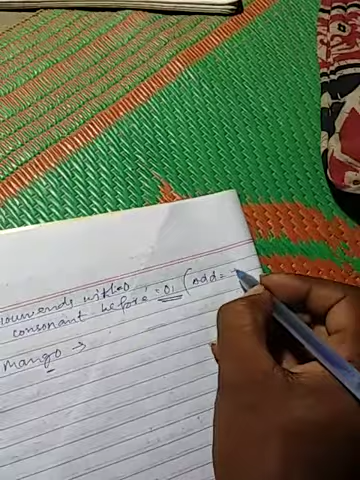 noun ends with a
consonant before 'o' (add =
mango →